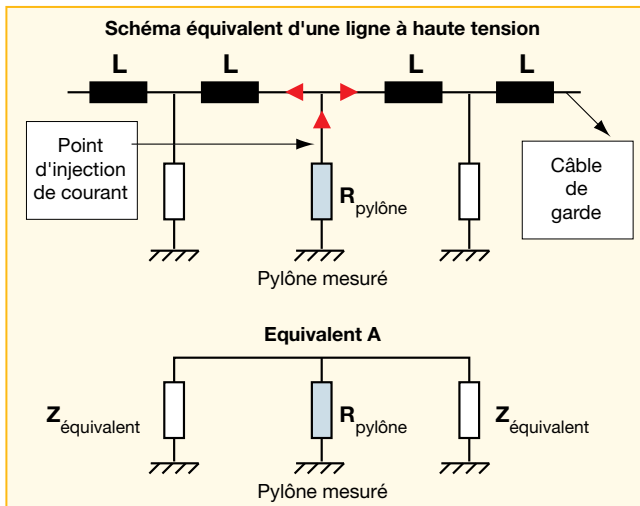 Schéma équivalent d'une ligne à haute tension
L L L L
Point
d'injection
de courant
Câble
de
garde
R pylône
Pylône mesuré
Equivalent A
Z équivalent R pylône Z équivalent
Pylône mesuré